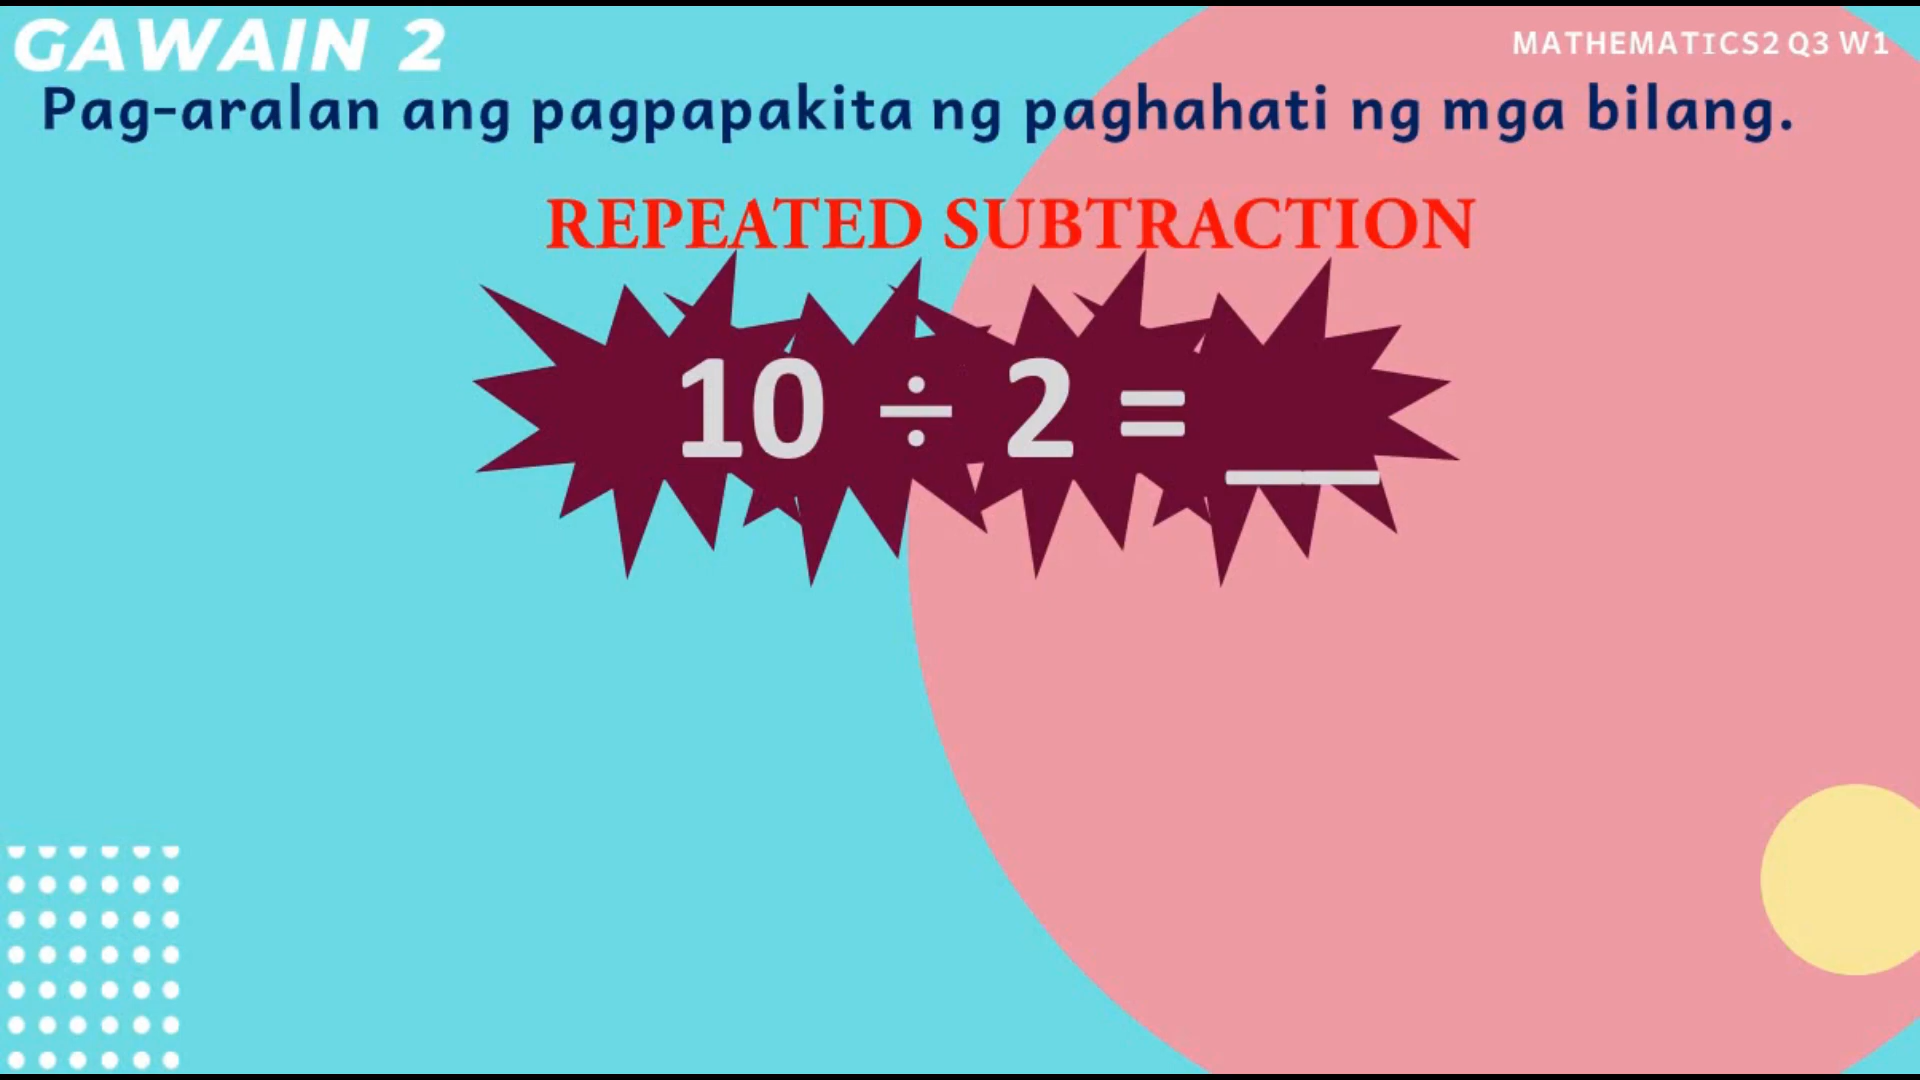 GAWAIN 2
MATHEMATICS2 Q3 W1
Pag-aralan ang pagpapakita ng paghahati ng mga bilang.
REPEATED SUBTRACTION
10 ÷ 2 = __